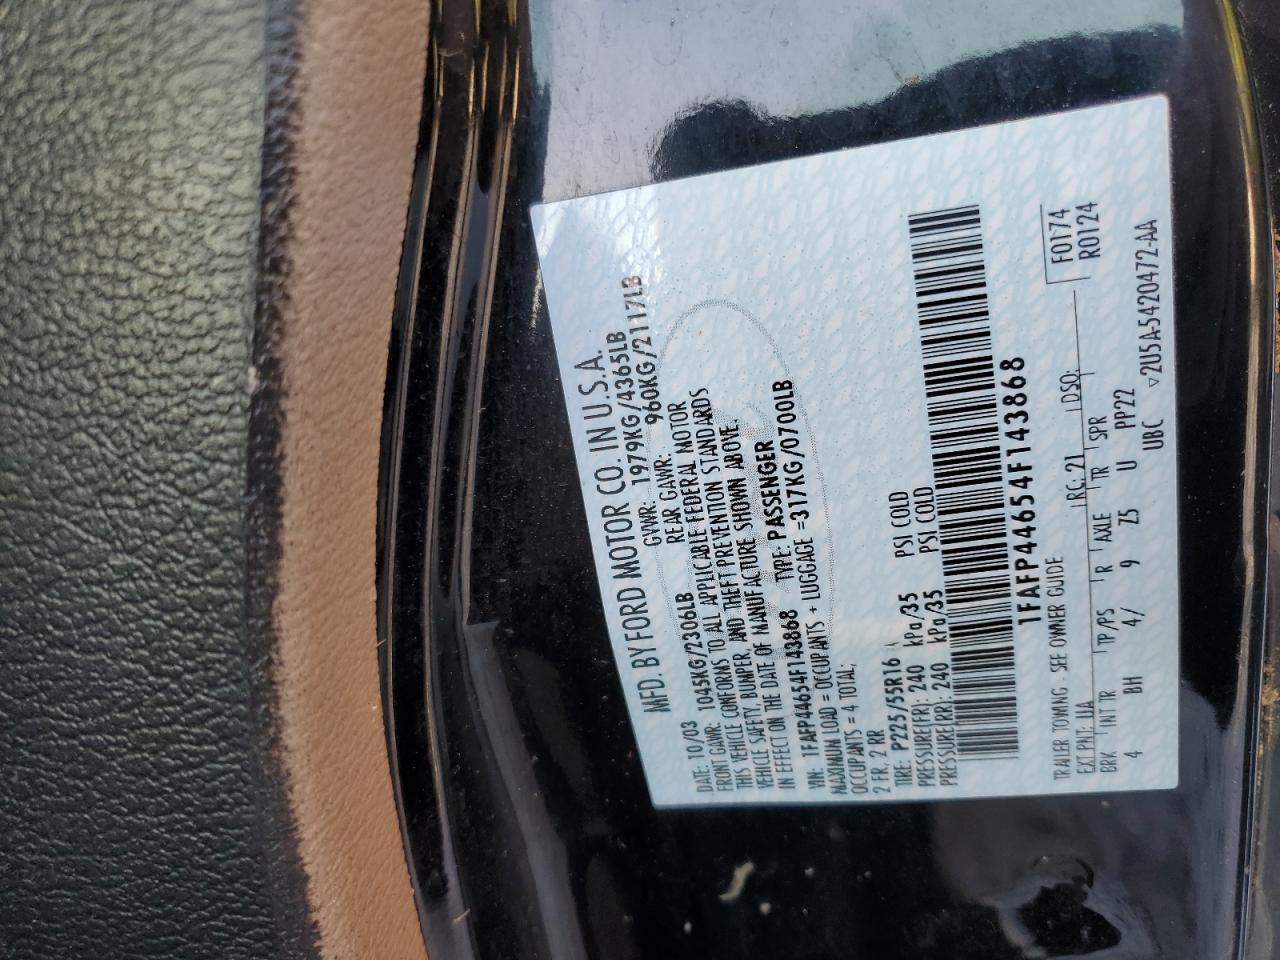 MFD. BY FORD MOTOR CO. IN U.S.A.
DATE: 10/03 GVWR: 1979KG/4365LB
FRONT GAWR: 1045KG/2306LB REAR GAWR: 960KG/2117LB
THIS VEHICLE CONFORMS TO ALL APPLICABLE FEDERAL MOTOR
VEHICLE SAFETY, BUMPER, AND THEFT PREVENTION STANDARDS
IN EFFECT ON THE DATE OF MANUFACTURE SHOWN ABOVE.
VIN: 1FAFP44654F143868 TYPE: PASSENGER
MAXIMUM LOAD = OCCUPANTS + LUGGAGE =317KG/0700LB
OCCUPANTS = 4 TOTAL;
2 FR, 2 RR
TIRE: P225/55R16
PRESSURE(FR): 240 kPa/35 PSI COLD
PRESSURE(RR): 240 kPa/35 PSI COLD
1FAFP44654F143868
TRAILER TOWING - SEE OWNER GUIDE
F0174
EXT PNT: UA RC: 21 DSO: R0124
BRK INT TR TP/PS R AXLE TR SPR
4 BH 4/ 9 Z5 U PP22
UBC ▽2U5A-5420472-AA